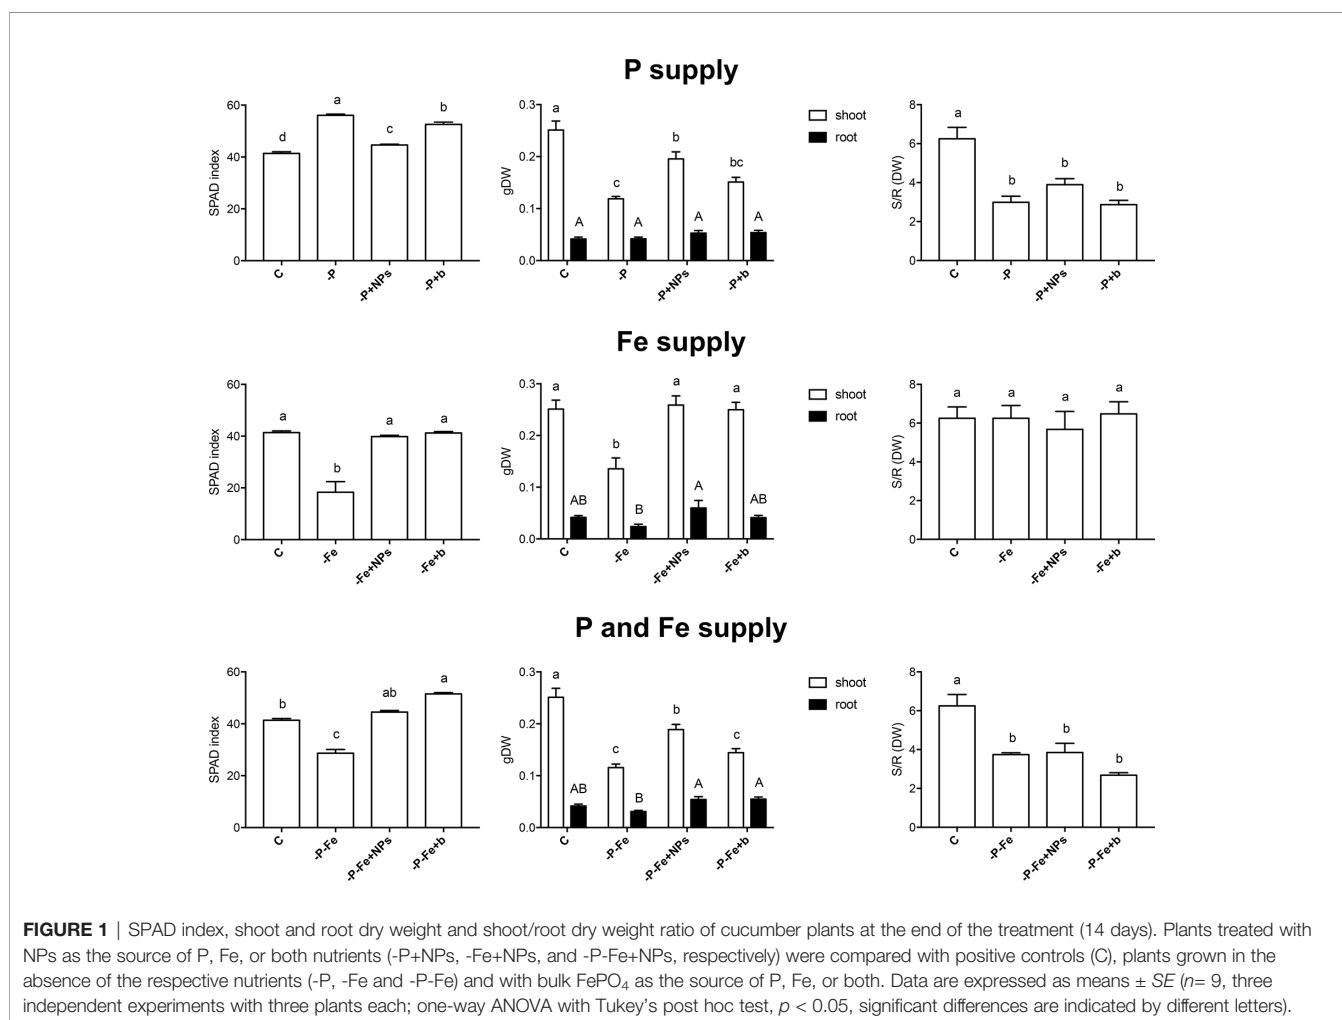 P supply
60
40
20
0
SPAD index
d
a
c
b
C
-P
-P+NPs
-P+b
0.3
0.2
0.1
0.0
gDW
a
A
c
A
b
A
bc
A
C
-P
-P+NPs
-P+b
shoot
root
8
6
4
2
0
S/R (DW)
a
b
b
b
C
-P
-P+NPs
-P+b
Fe supply
60
40
20
0
SPAD index
a
b
a
a
C
-Fe
-Fe+NPs
-Fe+b
0.3
0.2
0.1
0.0
gDW
a
AB
b
B
a
A
a
AB
C
-Fe
-Fe+NPs
-Fe+b
shoot
root
8
6
4
2
0
S/R (DW)
a
a
a
a
C
-Fe
-Fe+NPs
-Fe+b
P and Fe supply
60
40
20
0
SPAD index
b
c
ab
a
C
-P-Fe
-P-Fe+NPs
-P-Fe+b
0.3
0.2
0.1
0.0
gDW
a
AB
c
B
b
A
c
A
C
-P-Fe
-P-Fe+NPs
-P-Fe+b
shoot
root
8
6
4
2
0
S/R (DW)
a
b
b
b
C
-P-Fe
-P-Fe+NPs
-P-Fe+b
FIGURE 1 | SPAD index, shoot and root dry weight and shoot/root dry weight ratio of cucumber plants at the end of the treatment (14 days). Plants treated with
NPs as the source of P, Fe, or both nutrients (-P+NPs, -Fe+NPs, and -P-Fe+NPs, respectively) were compared with positive controls (C), plants grown in the
absence of the respective nutrients (-P, -Fe and -P-Fe) and with bulk FePO₄ as the source of P, Fe, or both. Data are expressed as means ± SE (n= 9, three
independent experiments with three plants each; one-way ANOVA with Tukey's post hoc test, p < 0.05, significant differences are indicated by different letters).